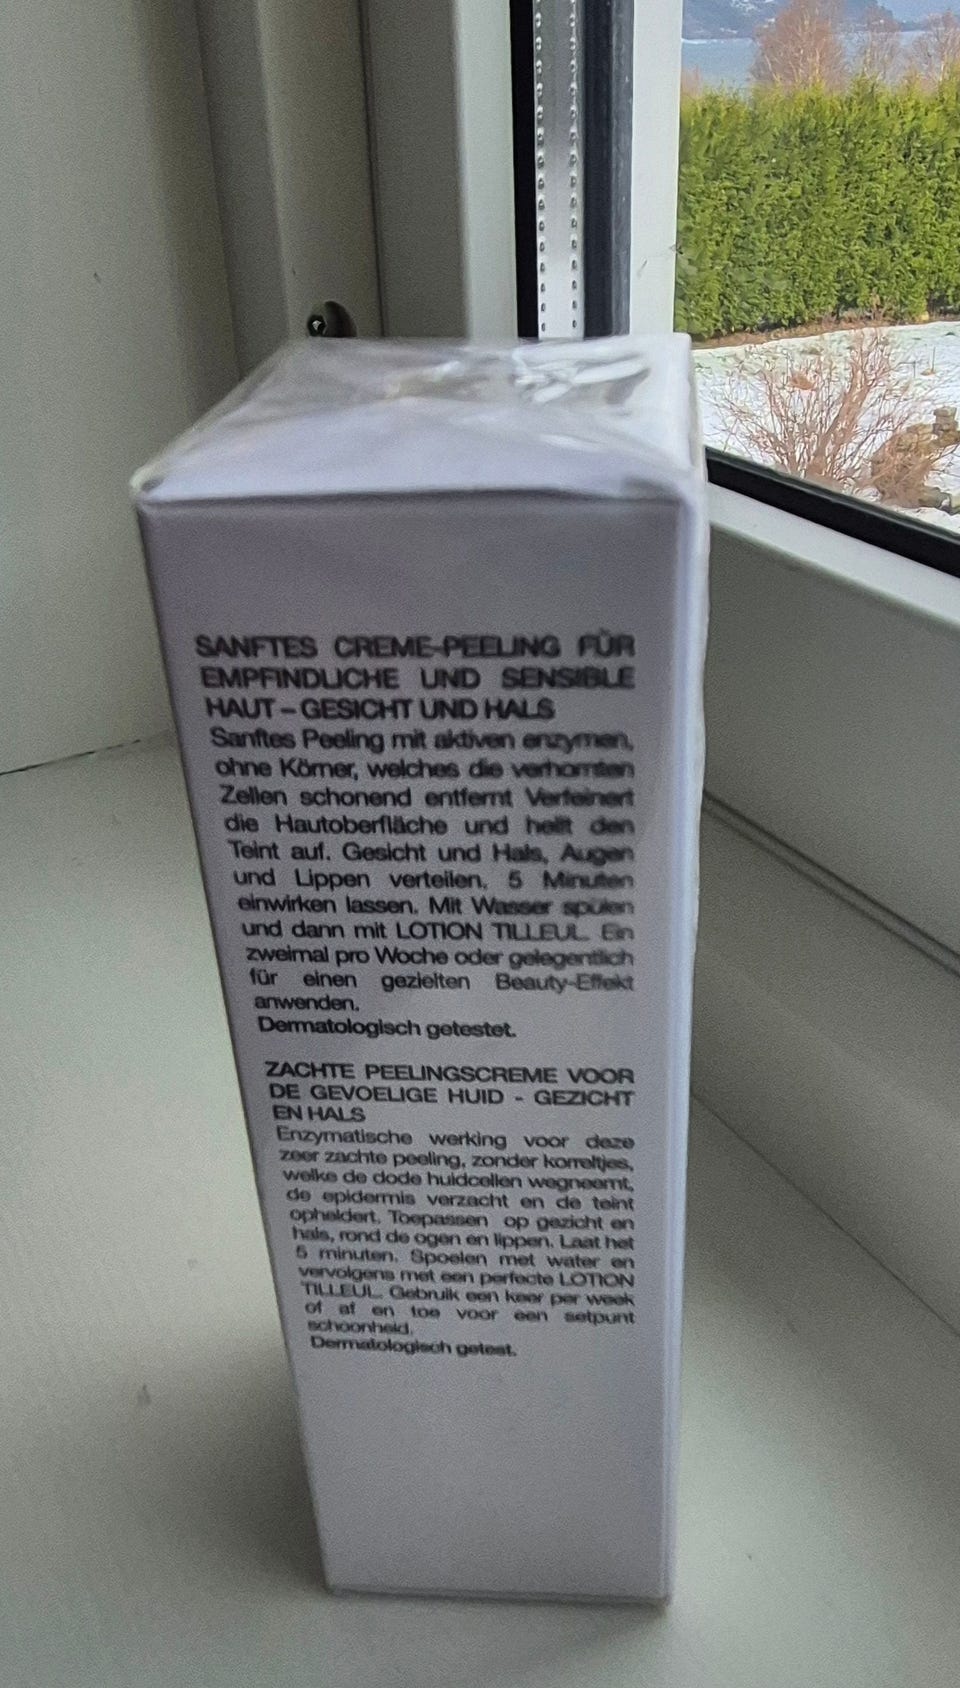 SANFTES CREME-PEELING FÜR
EMPFINDLICHE UND SENSIBLE
HAUT – GESICHT UND HALS
Sanftes Peeling mit aktiven enzymen,
ohne Körner, welches die verhornten
Zellen schonend entfernt Verfeinert
die Hautoberfläche und hellt den
Teint auf. Gesicht und Hals, Augen
und Lippen verteilen, 5 Minuten
einwirken lassen. Mit Wasser spülen
und dann mit LOTION TILLEUL. Ein
zweimal pro Woche oder gelegentlich
für einen gezielten Beauty-Effekt
anwenden.
Dermatologisch getestet.
ZACHTE PEELINGSCREME VOOR
DE GEVOELIGE HUID - GEZICHT
EN HALS
Enzymatische werking voor deze
zeer zachte peeling, zonder korreltjes,
welke de dode huidcellen wegneemt,
de epidermis verzacht en de teint
opheldert. Toepassen op gezicht en
hals, rond de ogen en lippen. Laat het
5 minuten. Spoelen met water en
vervolgens met een perfecte LOTION
TILLEUL. Gebruik een keer per week
of af en toe voor een setpunt
schoonheid.
Dermatologisch getest.